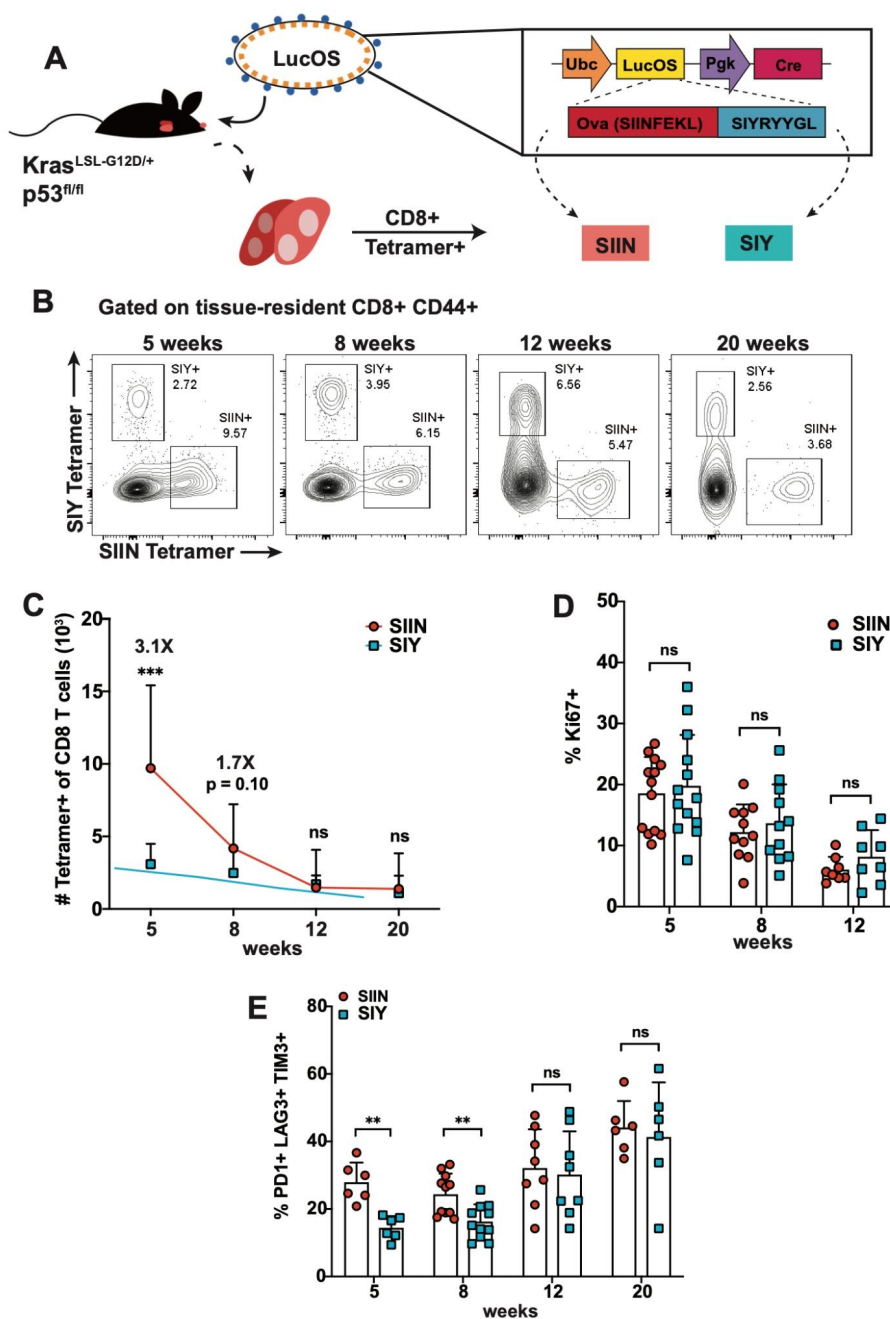 A
LucOS
Ubc
LucOS
Pgk
Cre
Ova (SIINFEKL)
SIYRYYGL
Kras^LSL-G12D/+
p53^fl/fl
CD8+
Tetramer+
SIIN
SIY
B
Gated on tissue-resident CD8+ CD44+
5 weeks
8 weeks
12 weeks
20 weeks
SIY+
2.72
SIIN+
9.57
SIY+
3.95
SIIN+
6.15
SIY+
6.56
SIIN+
5.47
SIY+
2.56
SIIN+
3.68
SIY Tetramer
SIIN Tetramer
C
# Tetramer+ of CD8 T cells (10³)
20
15
10
5
0
3.1X
***
1.7X
p = 0.10
ns
ns
SIIN
SIY
5
8
12
20
weeks
D
% Ki67+
50
40
30
20
10
0
ns
ns
ns
SIIN
SIY
5
8
12
weeks
E
% PD1+ LAG3+ TIM3+
80
60
40
20
0
SIIN
SIY
**
**
ns
ns
5
8
12
20
weeks